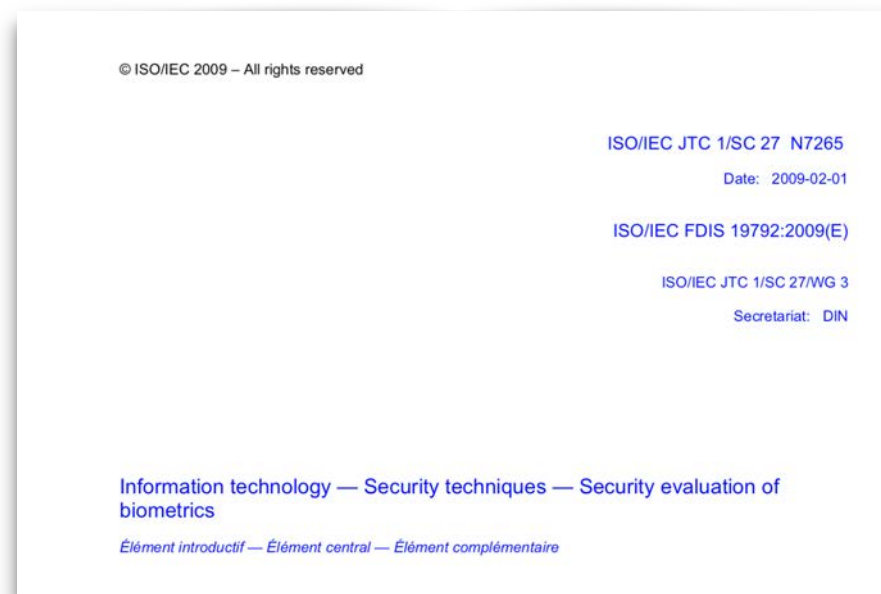 © ISO/IEC 2009 – All rights reserved
ISO/IEC JTC 1/SC 27 N7265
Date: 2009-02-01
ISO/IEC FDIS 19792:2009(E)
ISO/IEC JTC 1/SC 27/WG 3
Secretariat: DIN
Information technology — Security techniques — Security evaluation of
biometrics
Élément introductif — Élément central — Élément complémentaire